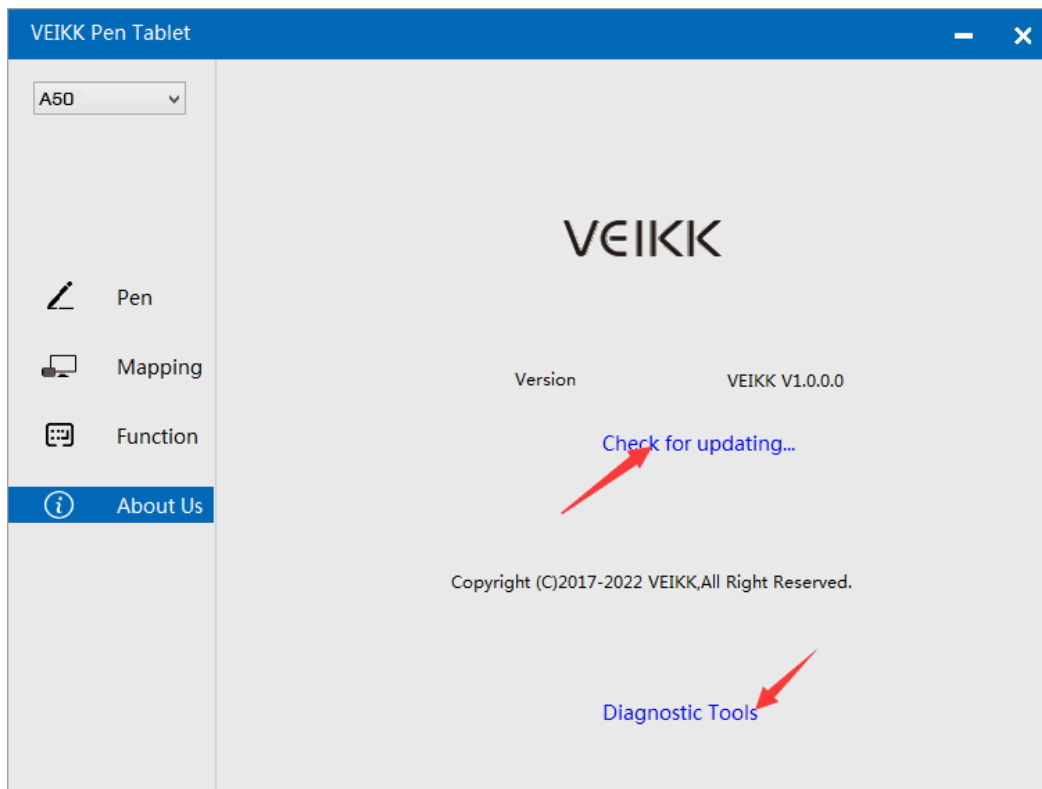 VEIKK Pen Tablet
A50
VEIKK
Pen
Mapping
Function
About Us
Version VEIKK V1.0.0.0
Check for updating...
Copyright (C)2017-2022 VEIKK,All Right Reserved.
Diagnostic Tools